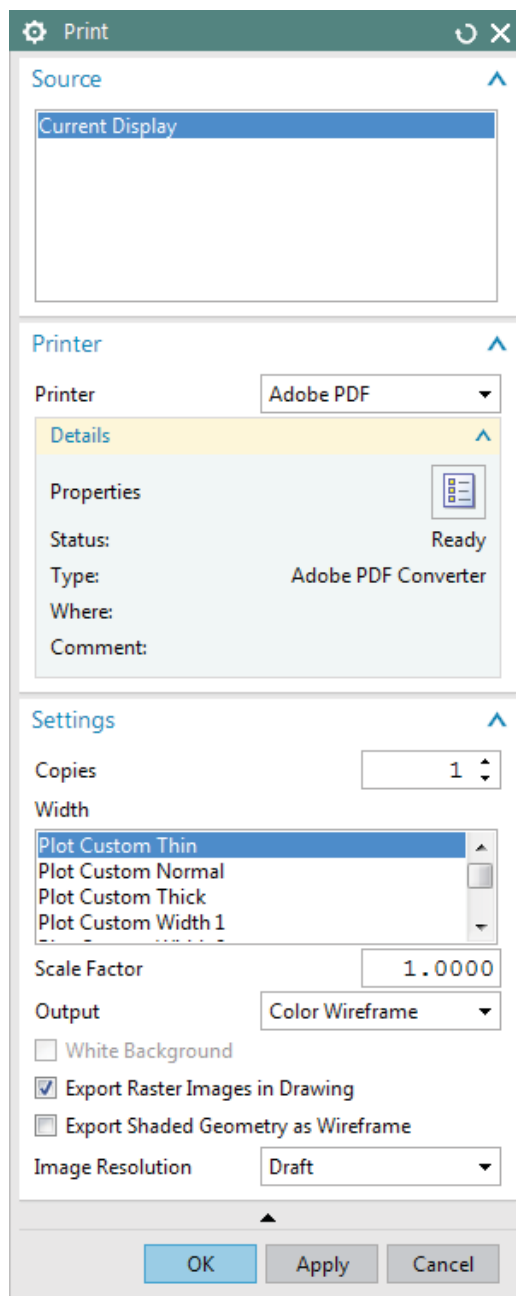 Print
Source
Current Display
Printer
Printer Adobe PDF
Details
Properties
Status: Ready
Type: Adobe PDF Converter
Where:
Comment:
Settings
Copies 1
Width
Plot Custom Thin
Plot Custom Normal
Plot Custom Thick
Plot Custom Width 1
Scale Factor 1.0000
Output Color Wireframe
White Background
Export Raster Images in Drawing
Export Shaded Geometry as Wireframe
Image Resolution Draft
OK Apply Cancel